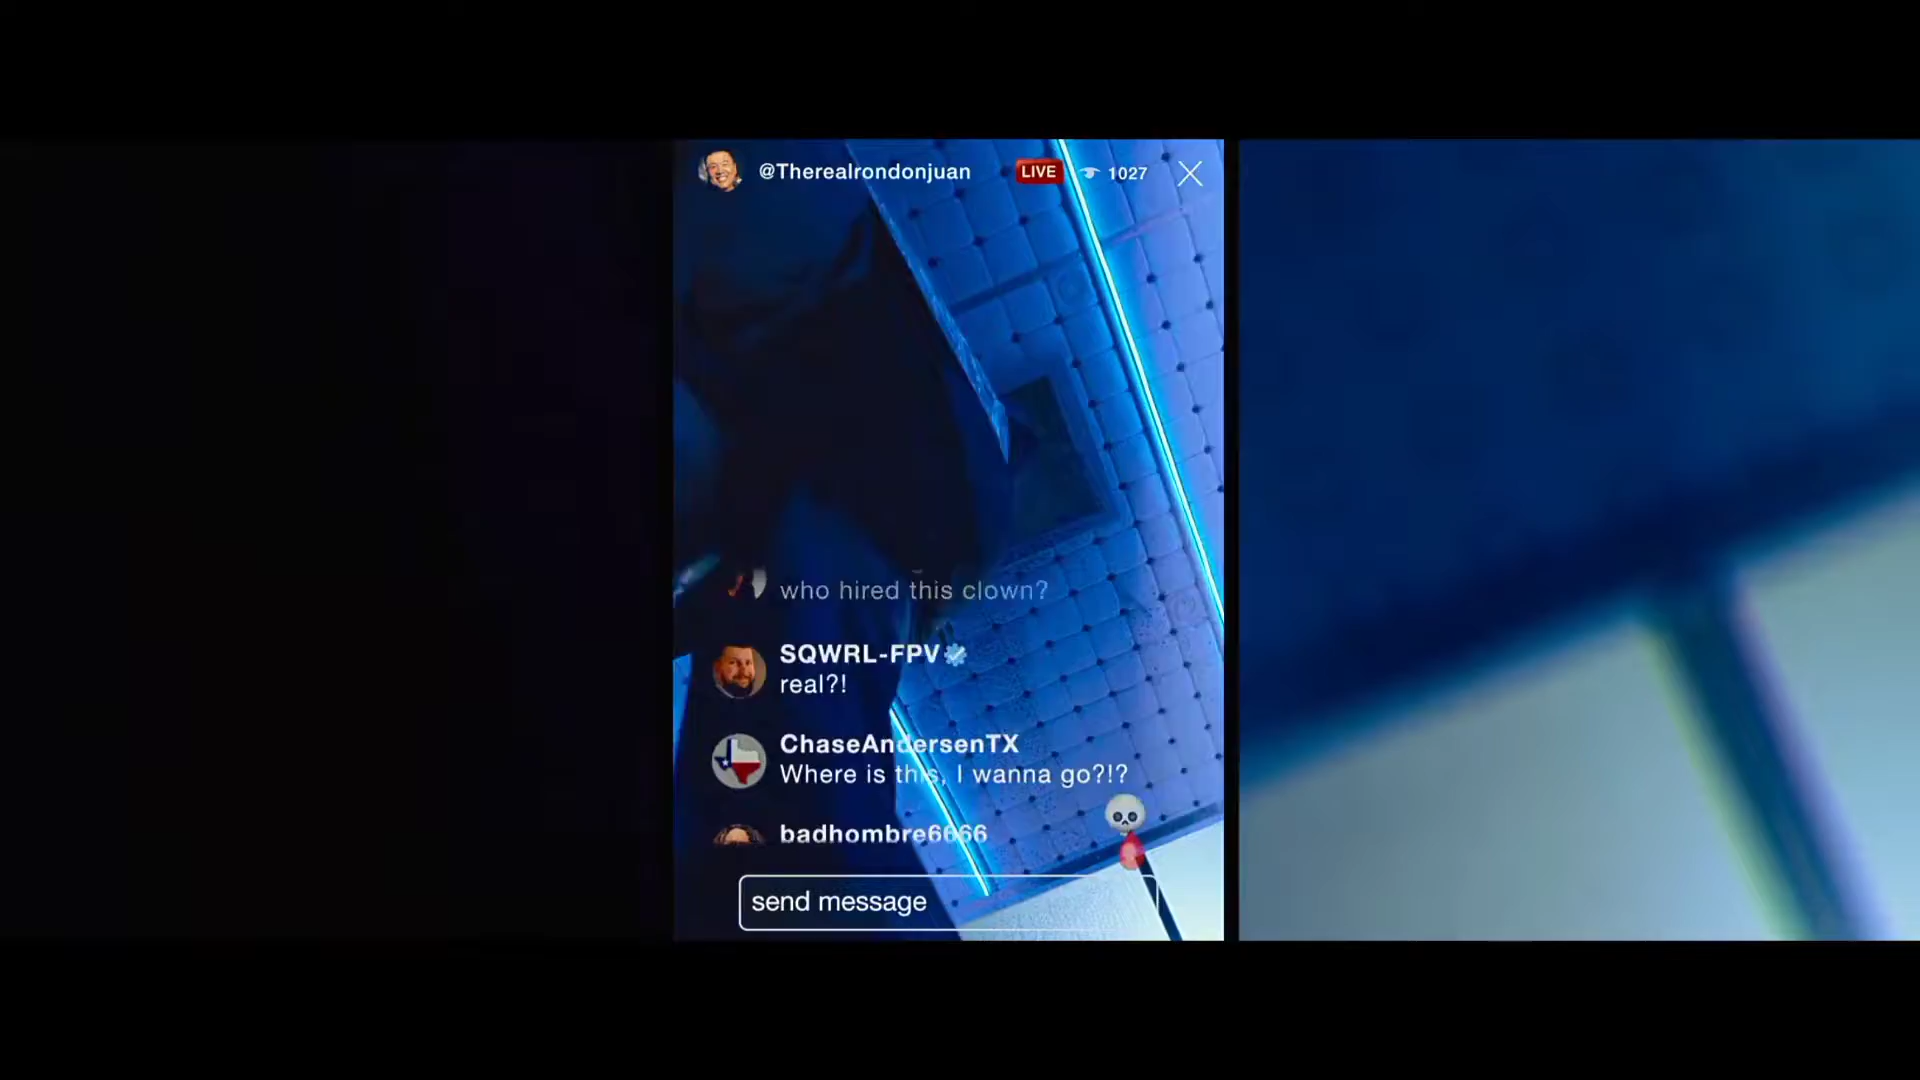 @Therealrondonjuan LIVE 1027
who hired this clown?
SQWRL-FPV
real?!
ChaseAndersenTX
Where is this, I wanna go?!?
badhombre6666
send message